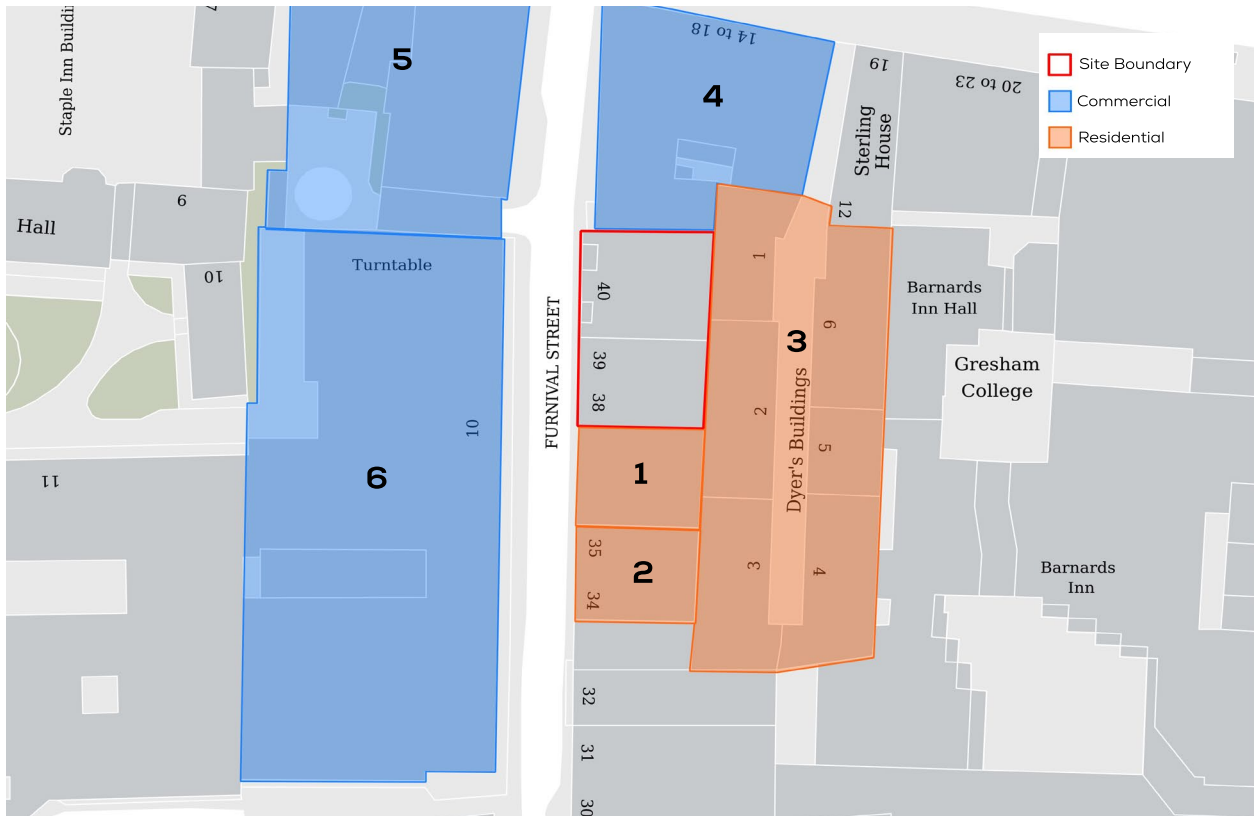 7
Staple Inn Buildin
5
14 to 18
4
19
Sterling
House
20 to 23
Site Boundary
Commercial
Residential
Hall
9
10
12
Turntable
FURNIVAL STREET
40
39
38
1
2
3
6
5
4
3
Dyer's Buildings
Barnards
Inn Hall
Gresham
College
11
10
6
1
35
34
2
Barnards
Inn
32
31
30